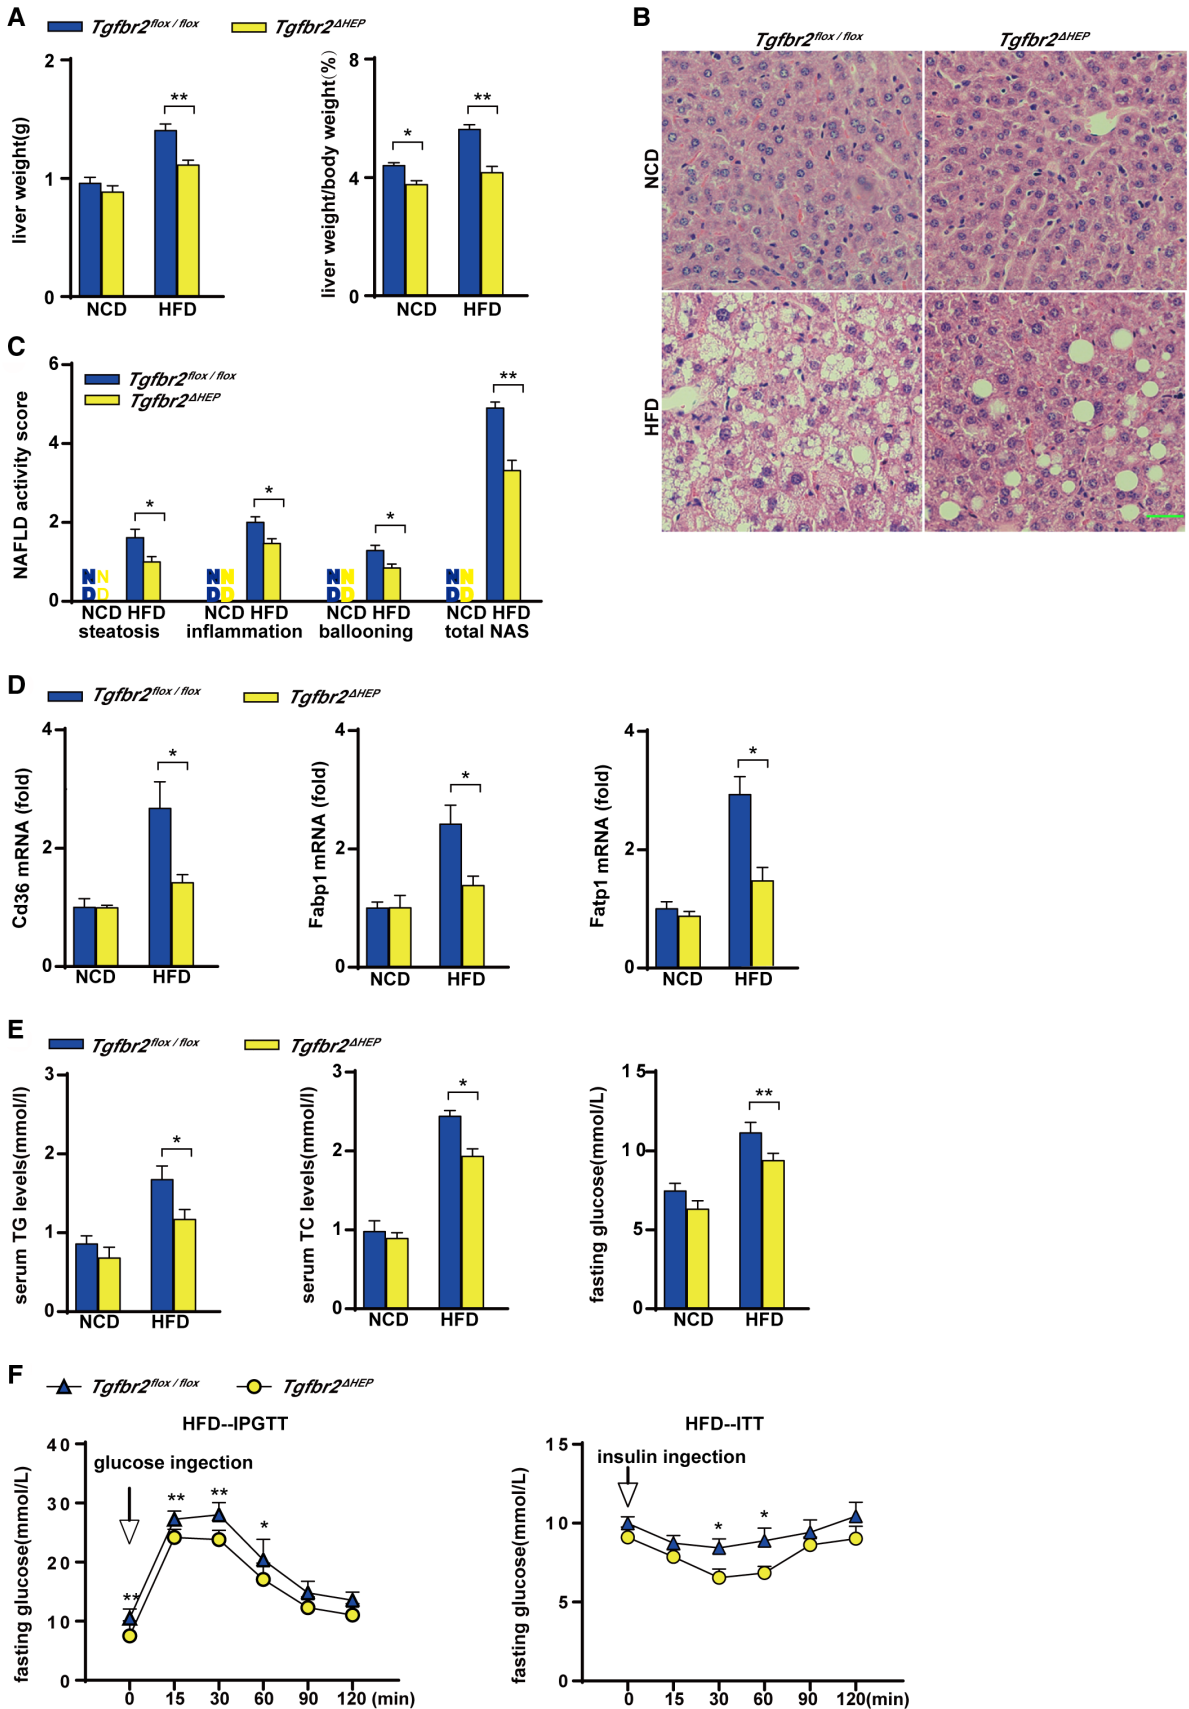 A
Tgfbr2flox / flox
Tgfbr2ΔHEP
liver weight(g)
2
1
0
**
NCD
HFD
liver weight/body weight(%)
8
4
0
*
**
NCD
HFD
B
Tgfbr2flox / flox
Tgfbr2ΔHEP
NCD
HFD
C
NAFLD activity score
6
4
2
0
Tgfbr2flox / flox
Tgfbr2ΔHEP
*
*
*
**
N N
D D
N N
D D
N N
D D
N N
D D
NCD HFD
NCD HFD
NCD HFD
NCD HFD
steatosis
inflammation
ballooning
total NAS
D
Tgfbr2flox / flox
Tgfbr2ΔHEP
Cd36 mRNA (fold)
4
2
0
*
NCD
HFD
Fabp1 mRNA (fold)
4
2
0
*
NCD
HFD
Fatp1 mRNA (fold)
4
2
0
*
NCD
HFD
E
Tgfbr2flox / flox
Tgfbr2ΔHEP
serum TG levels(mmol/l)
3
2
1
0
*
NCD
HFD
serum TC levels(mmol/l)
3
2
1
0
*
NCD
HFD
fasting glucose(mmol/L)
15
10
5
0
**
NCD
HFD
F
Tgfbr2flox / flox
Tgfbr2ΔHEP
HFD--IPGTT
fasting glucose(mmol/L)
40
30
20
10
0
glucose ingection
**
**
**
*
0 15 30 60 90 120 (min)
HFD--ITT
fasting glucose(mmol/L)
15
10
5
0
insulin ingection
*
*
0 15 30 60 90 120(min)